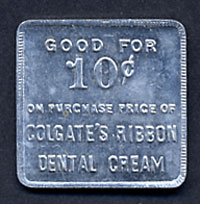 GOOD FOR
10¢
ON PURCHASE PRICE OF
COLGATE'S RIBBON
DENTAL CREAM